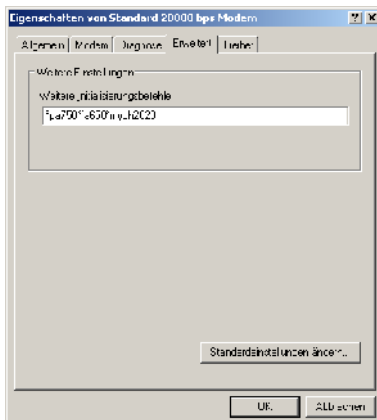 Eigenschaften von Standard 20000 bps Modem
Allgemein Modem Diagnose Erweitert Treiber
Weitere Einstellungen
Weitere Initialisierungsbefehle
Standardeinstellungen ändern...
OK Abbrechen